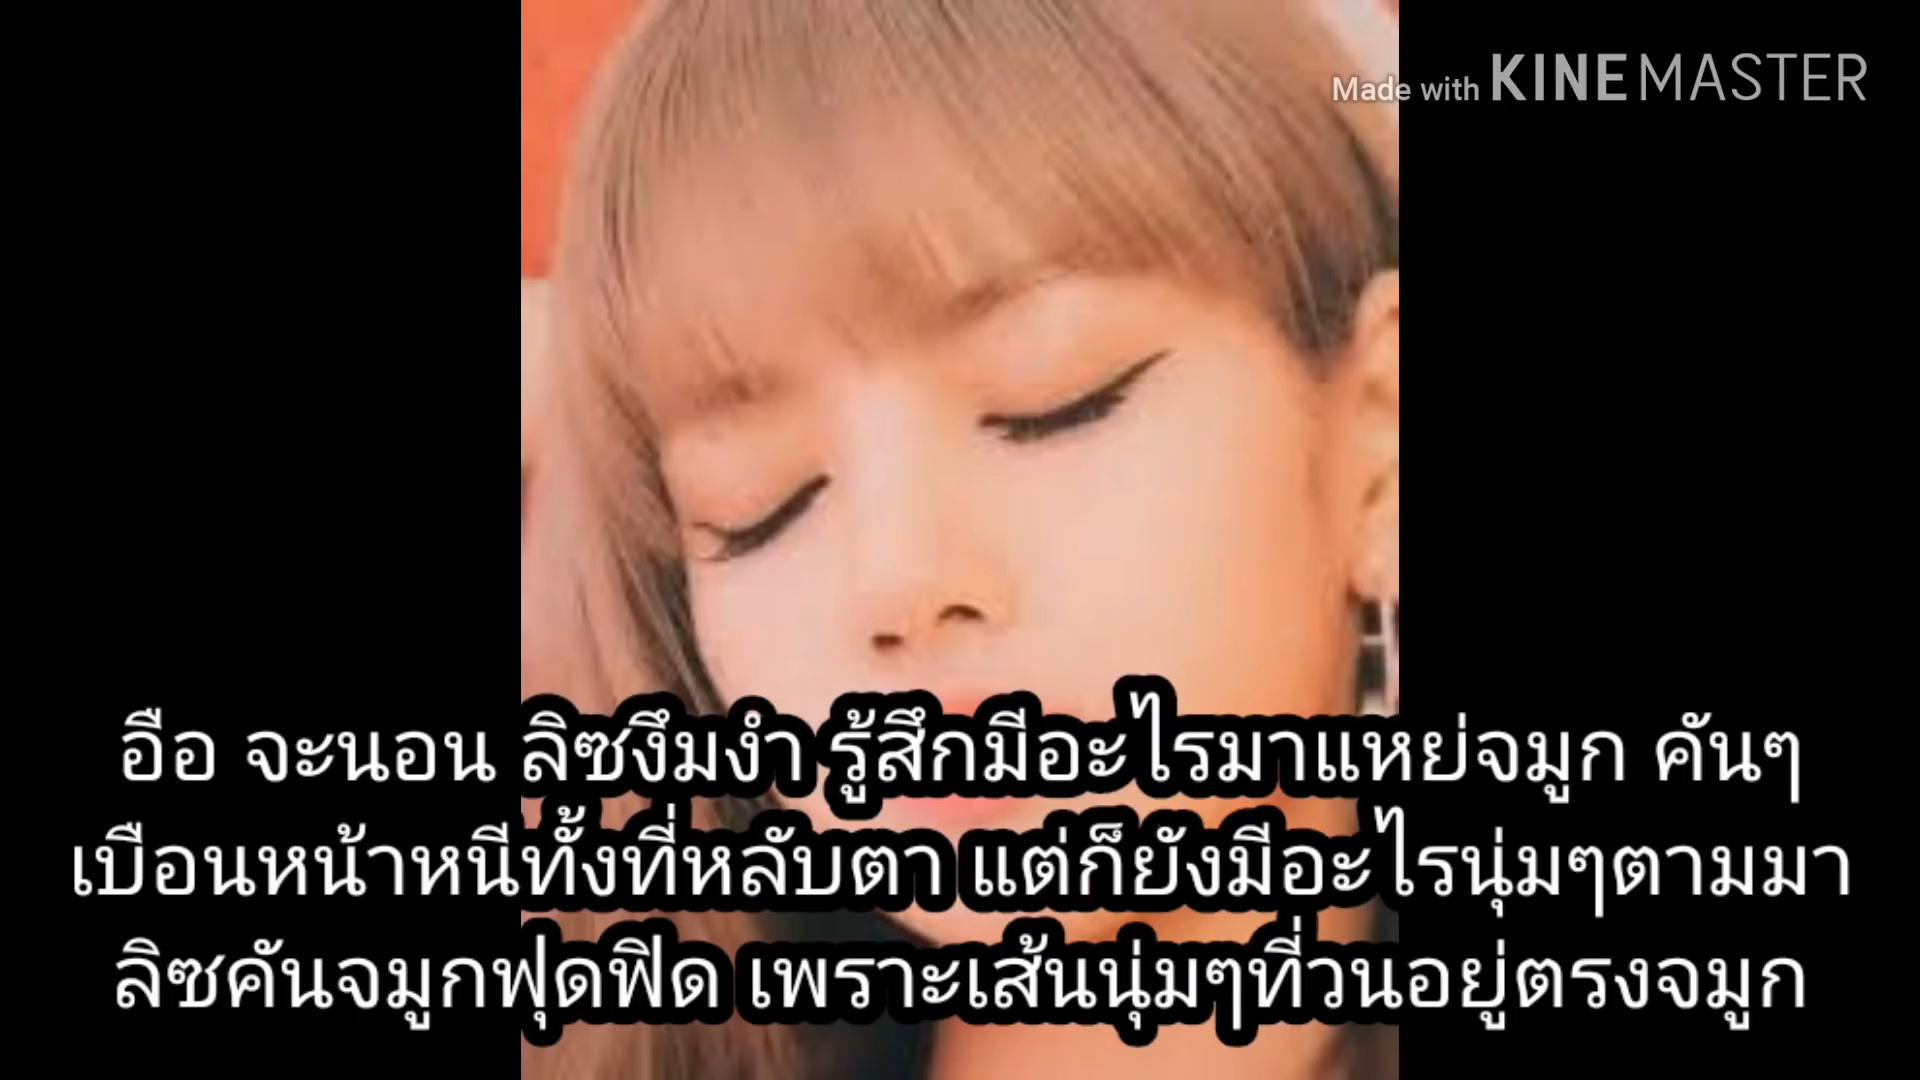 Made with KINEMASTER
อือ จะนอน ลิซงึมงำ รู้สึกมีอะไรมาแหย่จมูก คันๆ
เบือนหน้าหนีทั้งที่หลับตา แต่ก็ยังมีอะไรนุ่มๆตามมา
ลิซคันจมูกฟุดฟิด เพราะเส้นนุ่มๆที่วนอยู่ตรงจมูก